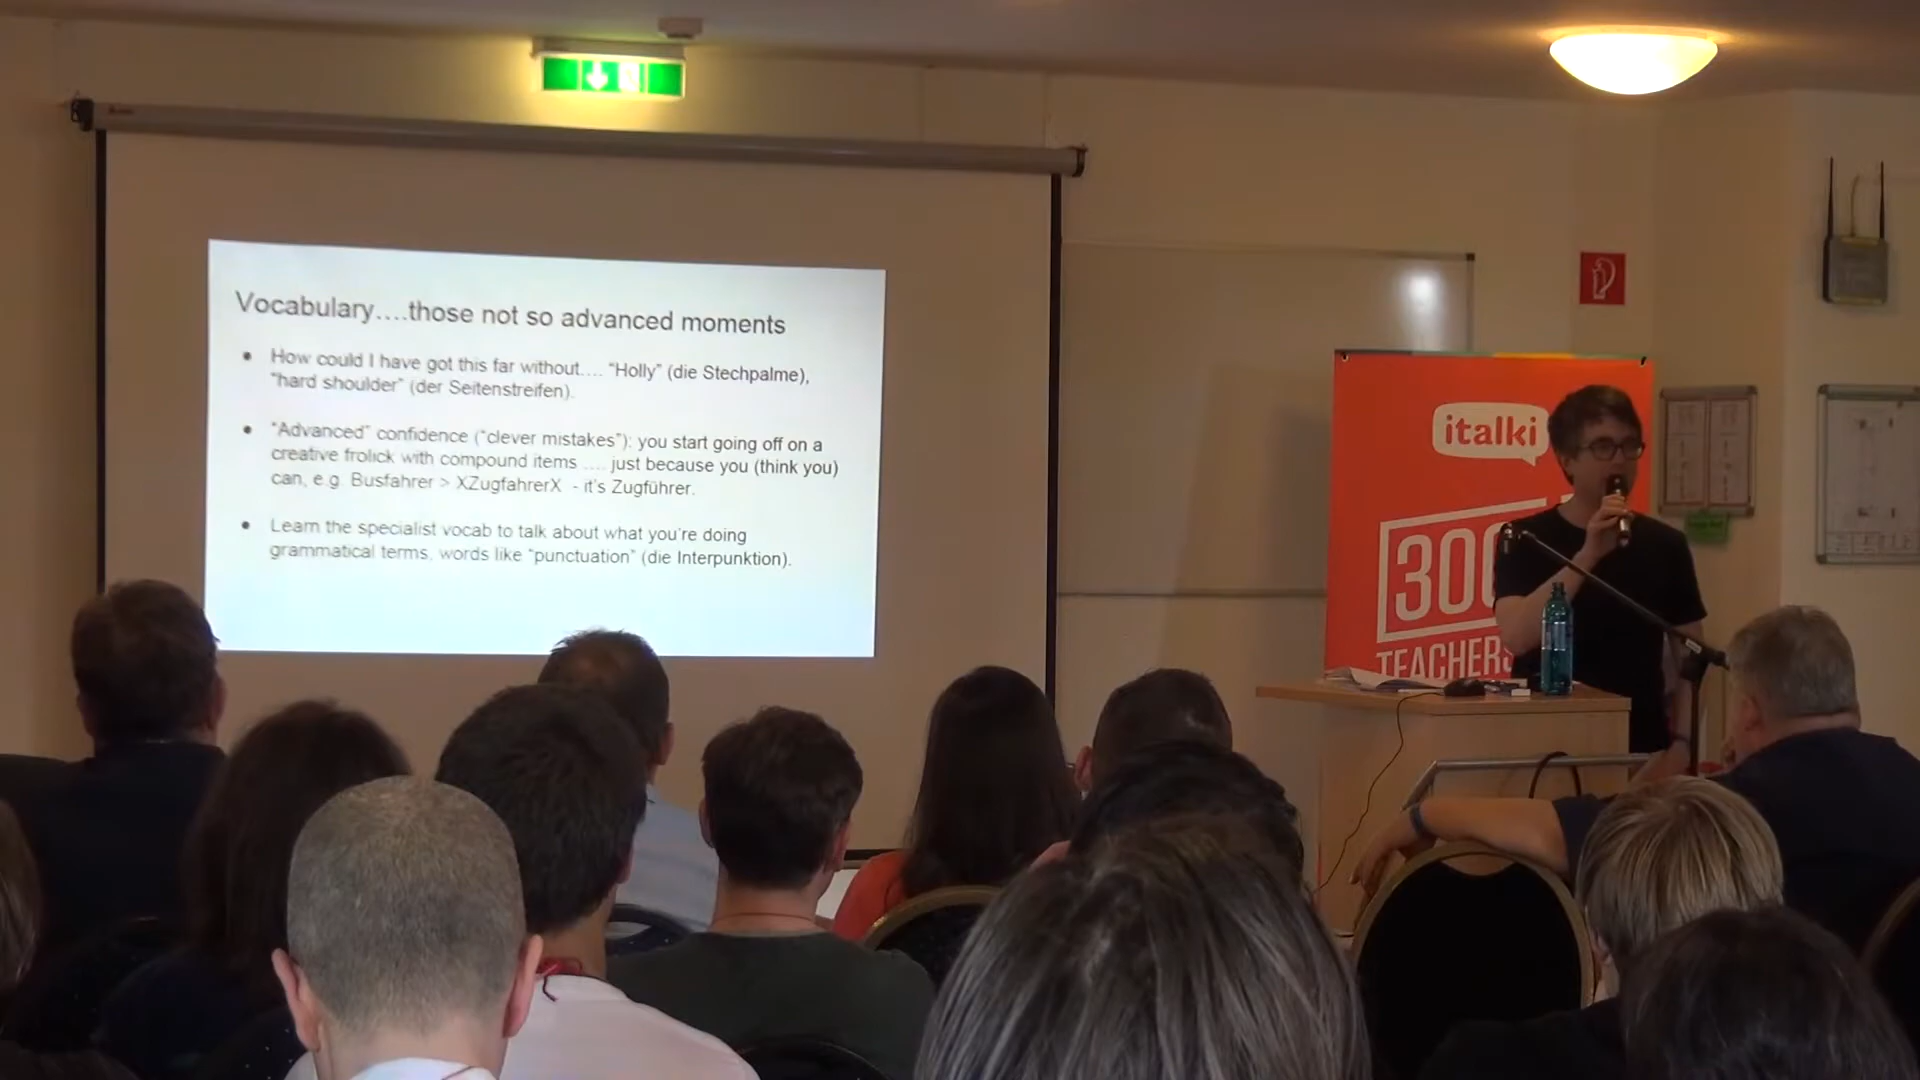 Vocabulary....those not so advanced moments
How could I have got this far without.... “Holly” (die Stechpalme),
“hard shoulder” (der Seitenstreifen).
“Advanced” confidence (“clever mistakes”): you start going off on a
creative frolick with compound items .... just because you (think you)
can, e.g. Busfahrer > XZugfahrerX - it's Zugführer.
Learn the specialist vocab to talk about what you're doing
grammatical terms, words like “punctuation” (die Interpunktion).
italki
300
TEACHERS